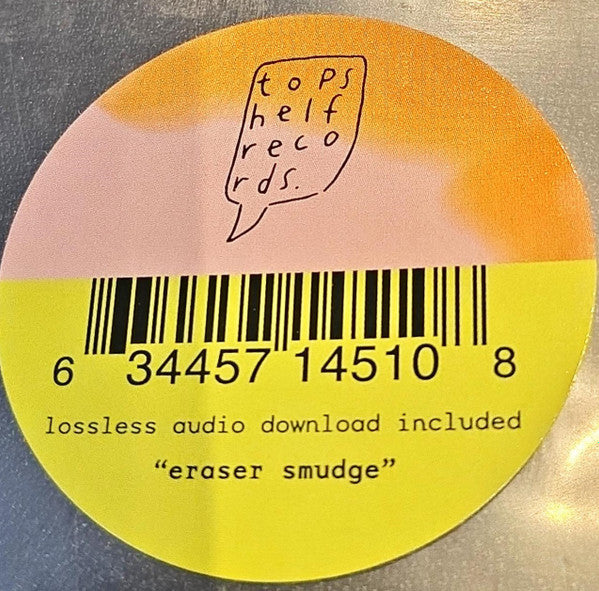 tops
helf
reco
rds.
6 34457 14510 8
lossless audio download included
“eraser smudge”